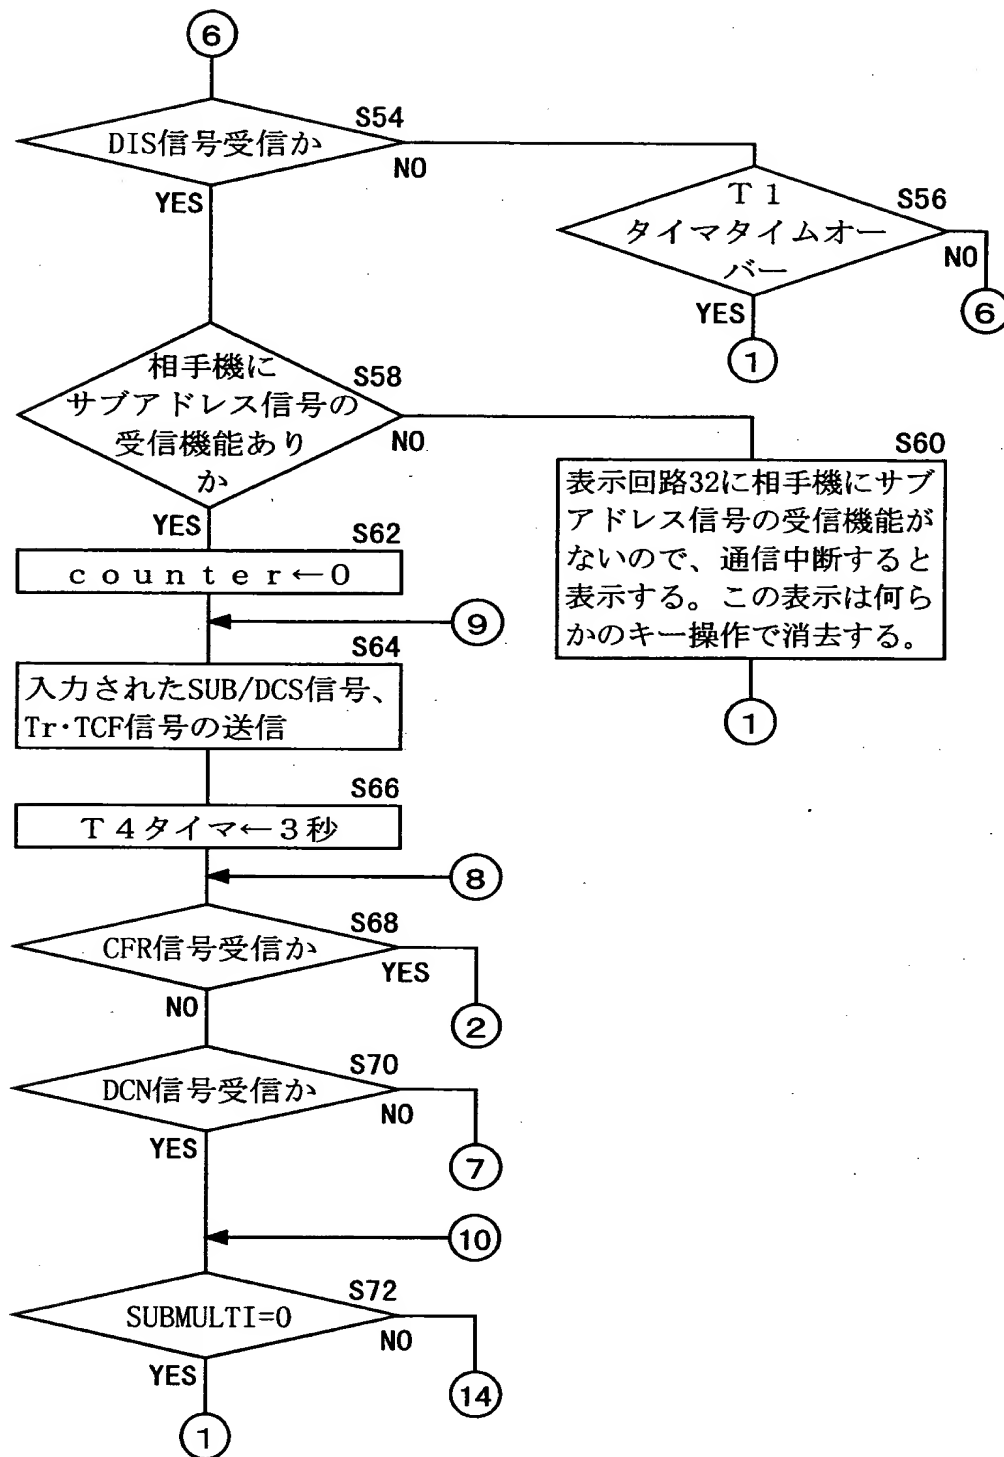 6
S54
DIS信号受信か
NO
YES
T1
S56
タイマタイムオー
バー
NO
YES
6
1
相手機に
S58
サブアドレス信号の
受信機能あり
か
NO
YES
S60
表示回路32に相手機にサブ
アドレス信号の受信機能が
ないので、通信中断すると
表示する。この表示は何ら
かのキー操作で消去する。
1
S62
counter←0
9
S64
入力されたSUB/DCS信号、
Tr・TCF信号の送信
S66
T4タイマ←3秒
8
S68
CFR信号受信か
YES
NO
2
S70
DCN信号受信か
NO
YES
7
10
S72
SUBMULTI=0
NO
YES
14
1